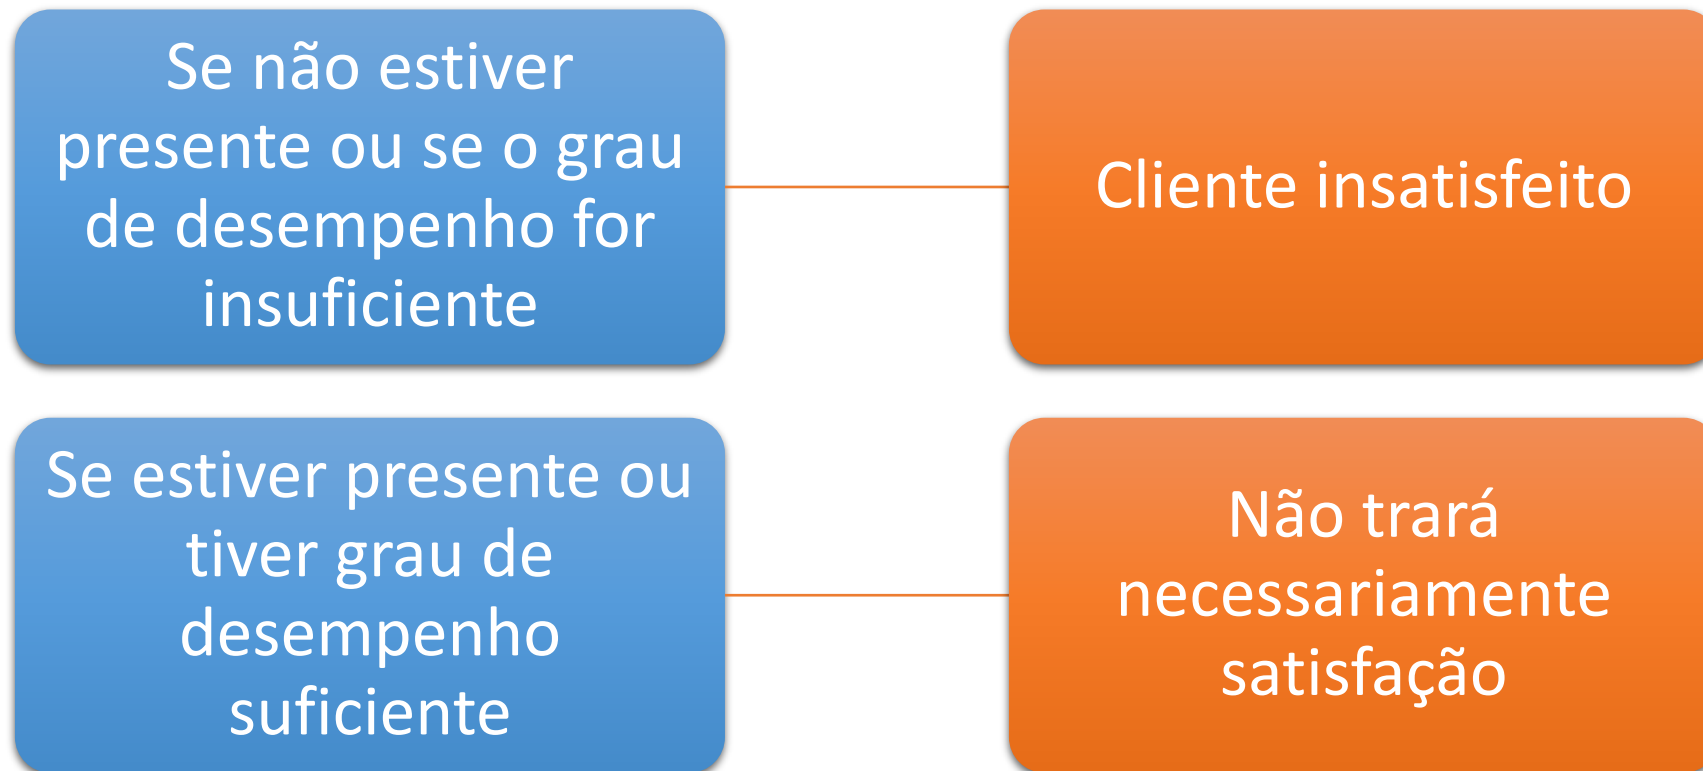 Se não estiver
presente ou se o grau
de desempenho for
insuficiente
Cliente insatisfeito
Se estiver presente ou
tiver grau de
desempenho
suficiente
Não trará
necessariamente
satisfação